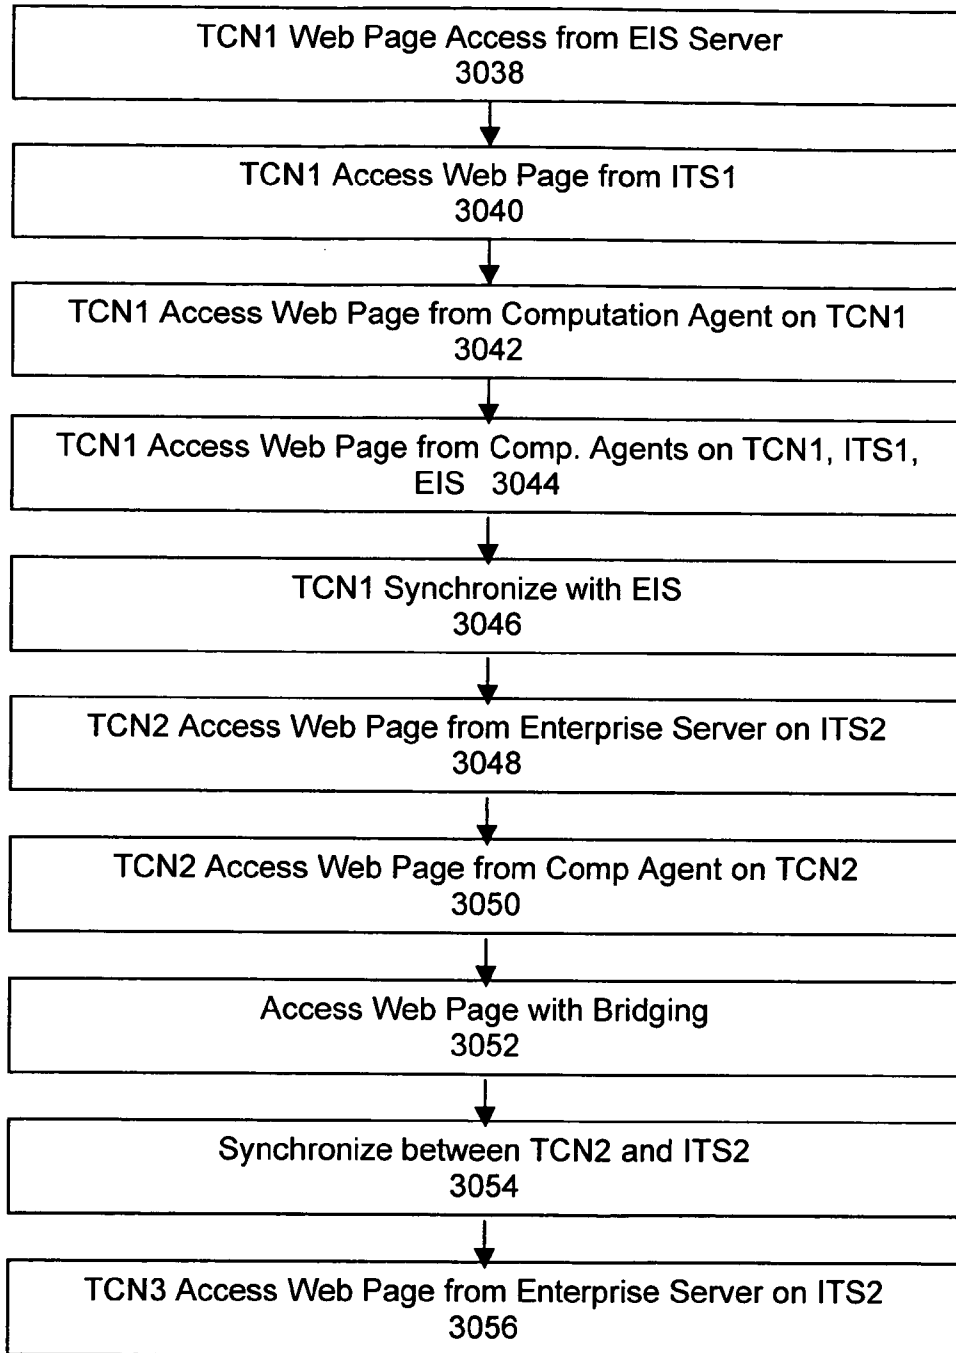 TCN1 Web Page Access from EIS Server
3038
TCN1 Access Web Page from ITS1
3040
TCN1 Access Web Page from Computation Agent on TCN1
3042
TCN1 Access Web Page from Comp. Agents on TCN1, ITS1,
EIS 3044
TCN1 Synchronize with EIS
3046
TCN2 Access Web Page from Enterprise Server on ITS2
3048
TCN2 Access Web Page from Comp Agent on TCN2
3050
Access Web Page with Bridging
3052
Synchronize between TCN2 and ITS2
3054
TCN3 Access Web Page from Enterprise Server on ITS2
3056